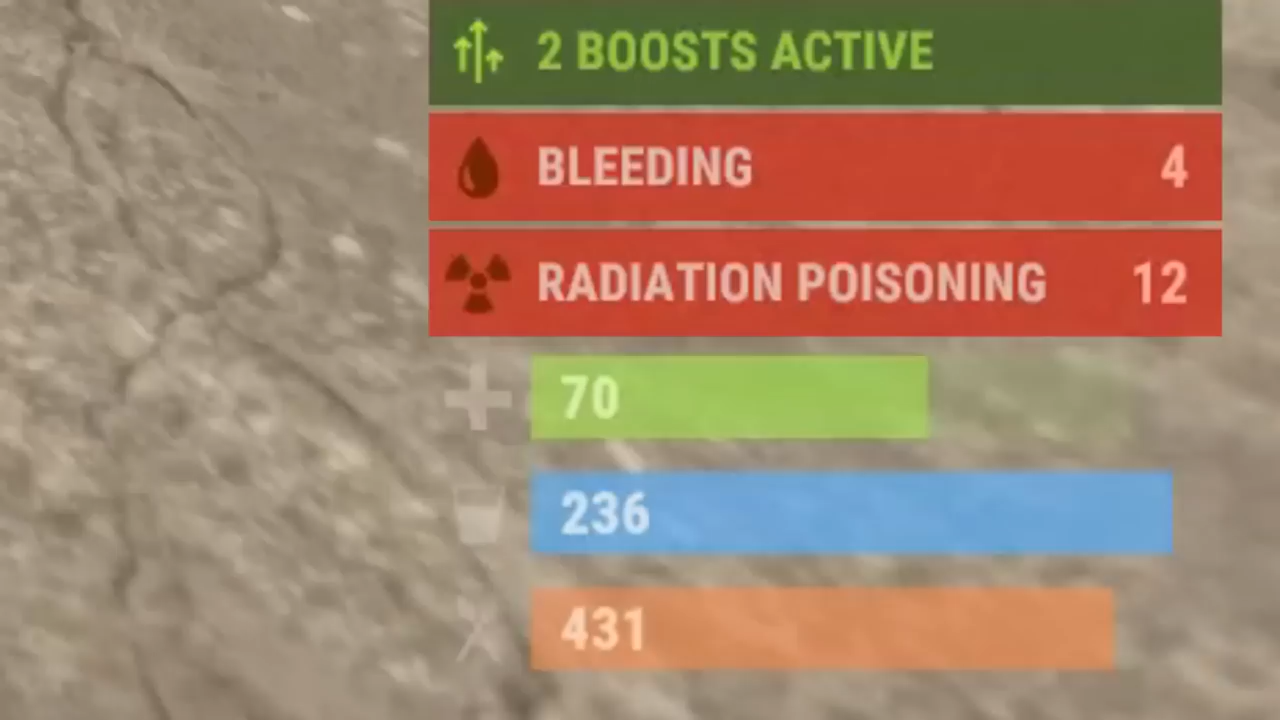 2 BOOSTS ACTIVE
BLEEDING 4
RADIATION POISONING 12
70
236
431